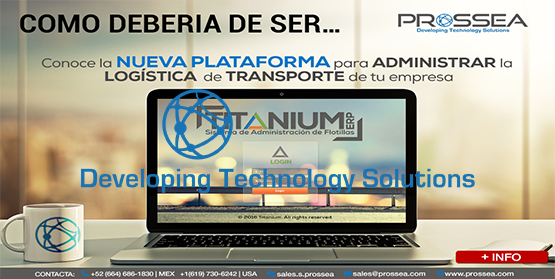 COMO DEBERIA DE SER...
PROSSEA
Developing Technology Solutions
Conoce la NUEVA PLATAFORMA para ADMINISTRAR la
LOGÍSTICA de TRANSPORTE de tu empresa
TITANIUM ERP
Sistema de Administración de Flotillas
LOGIN
Developing Technology Solutions
© 2016 Titanium. All rights reserved
+ INFO
CONTACTA: +52 (664) 686-1830 | MEX +1(619) 730-6242 | USA sales.s.prossea sales@prossea.com www.prossea.com